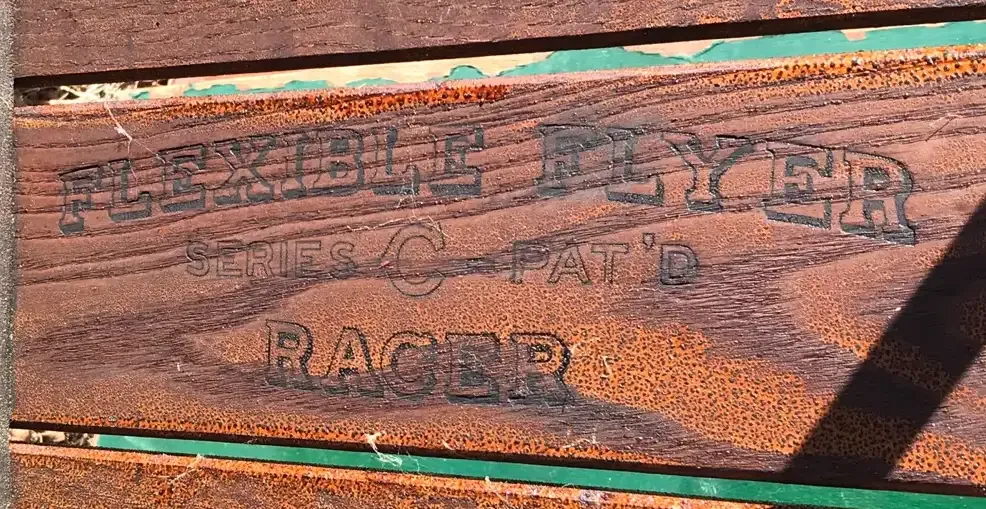 FLEXIBLE FLYER
SERIES C - PAT'D
RACER